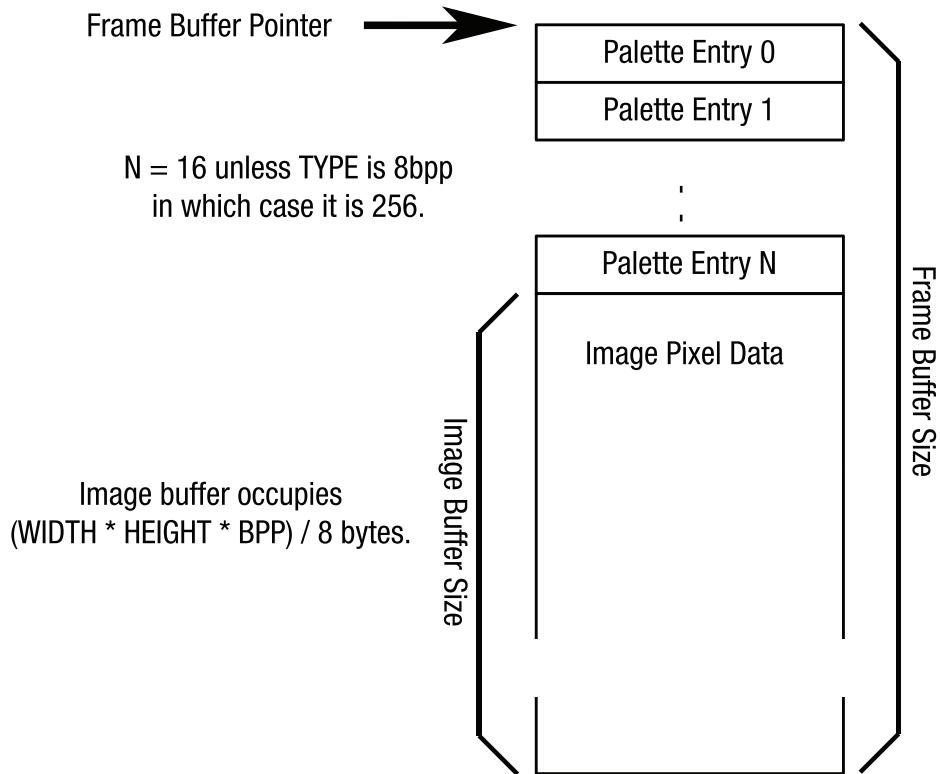 Frame Buffer Pointer
Palette Entry 0
Palette Entry 1
N = 16 unless TYPE is 8bpp
in which case it is 256.
Palette Entry N
Image Pixel Data
Frame Buffer Size
Image Buffer Size
Image buffer occupies
(WIDTH * HEIGHT * BPP) / 8 bytes.